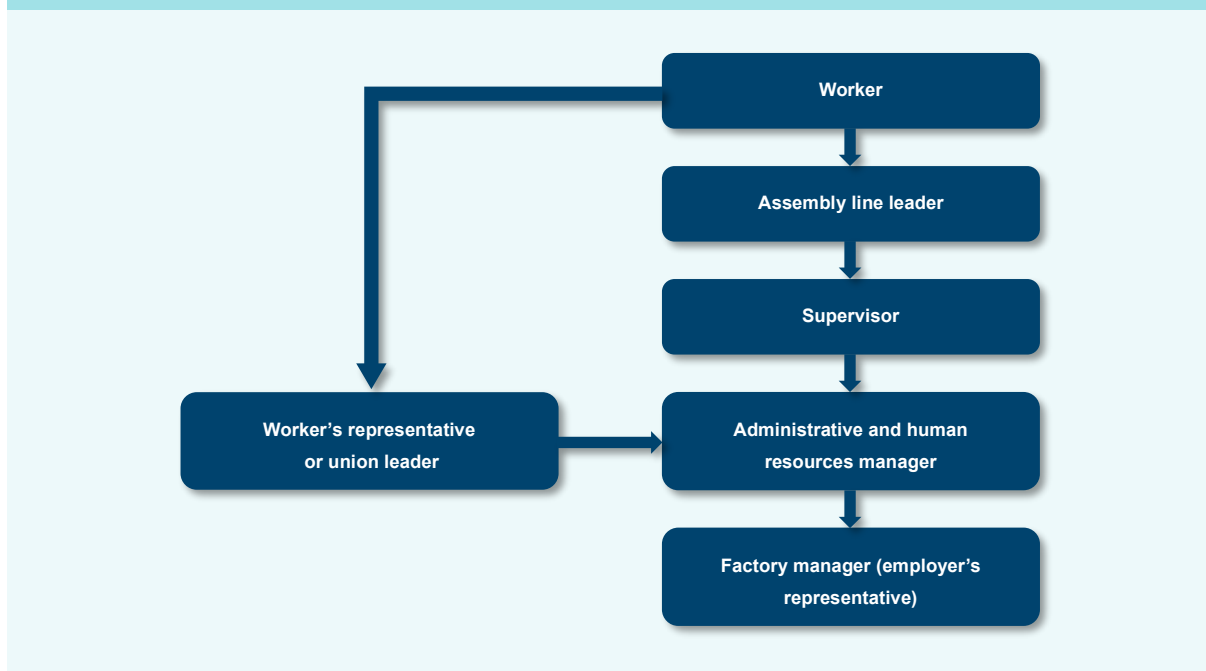 Worker
Assembly line leader
Supervisor
Worker’s representative
or union leader
Administrative and human
resources manager
Factory manager (employer’s
representative)